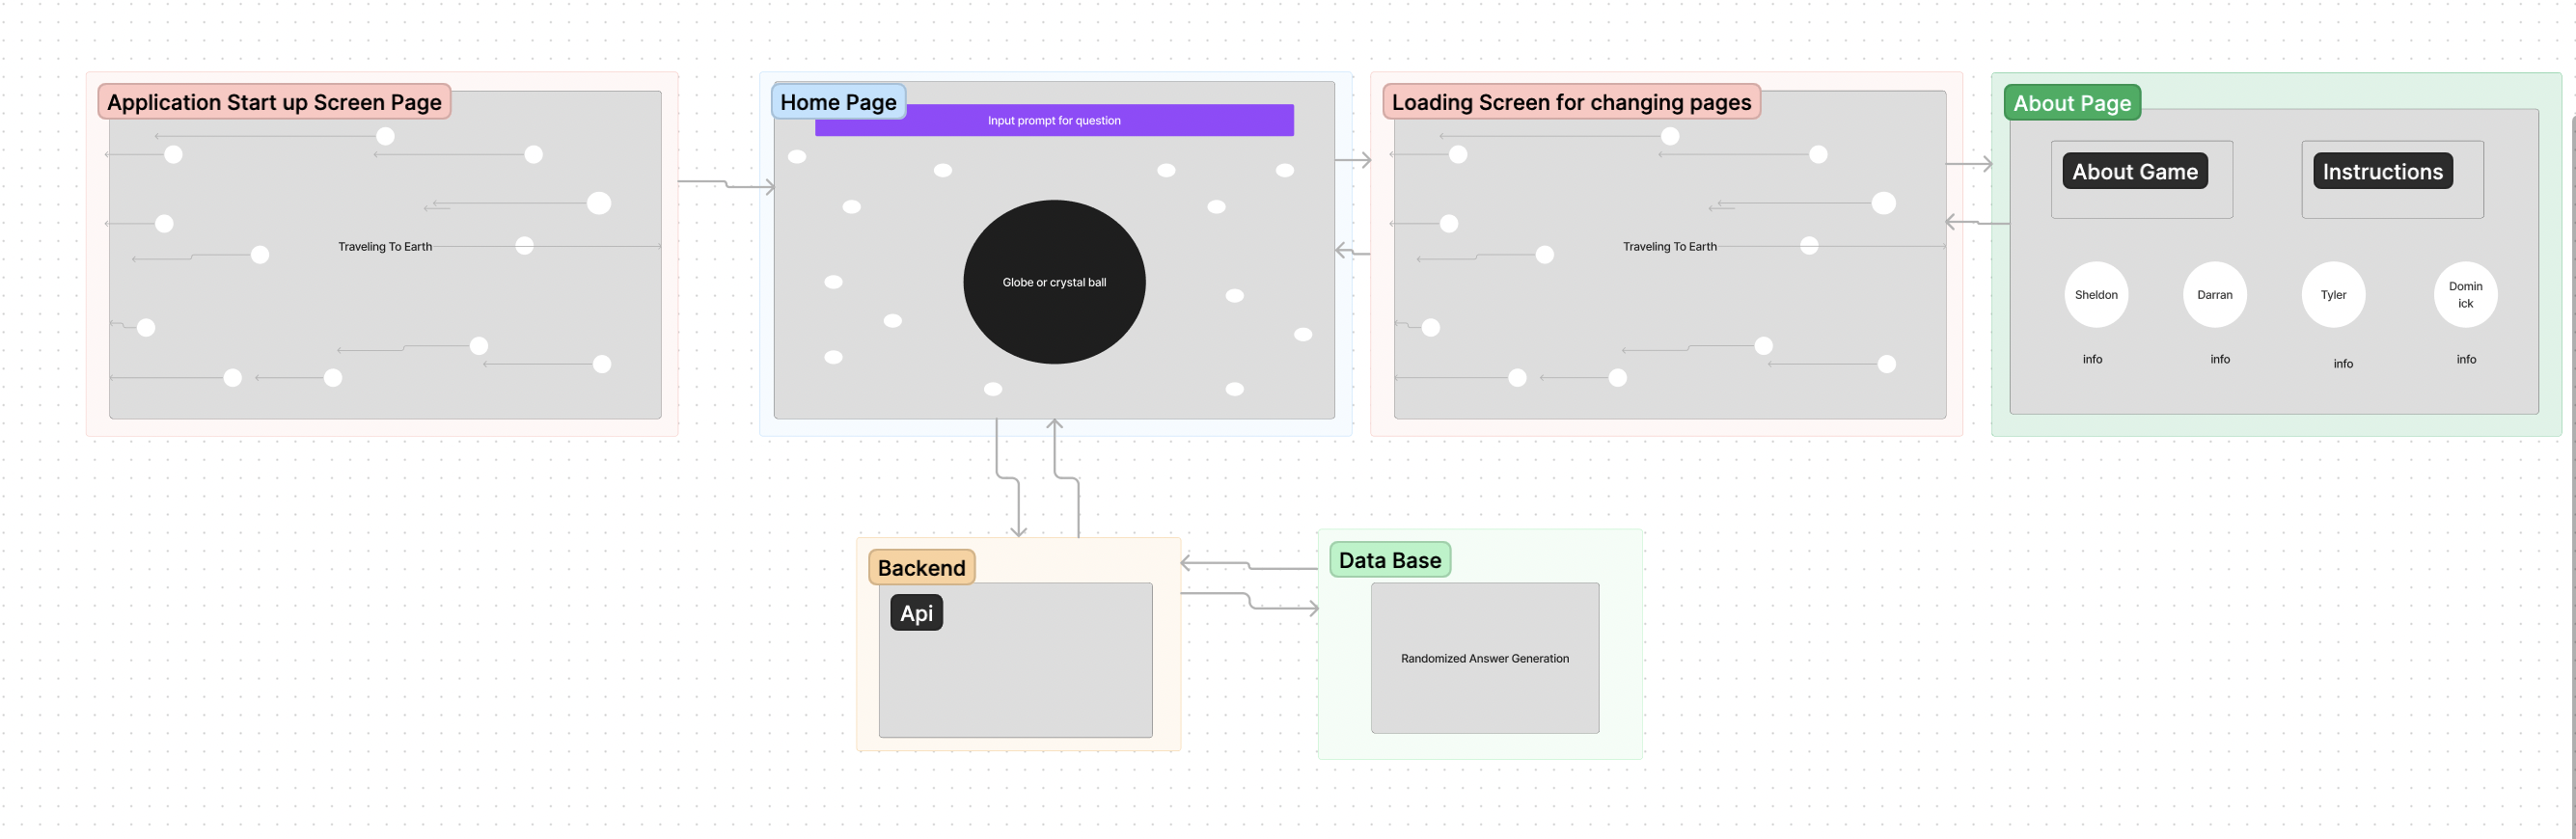 Application Start up Screen Page
Traveling To Earth
Home Page
Input prompt for question
Globe or crystal ball
Loading Screen for changing pages
Traveling To Earth
About Page
About Game
Instructions
Sheldon
Darran
Tyler
Domin
ick
info
info
info
info
Backend
Api
Data Base
Randomized Answer Generation